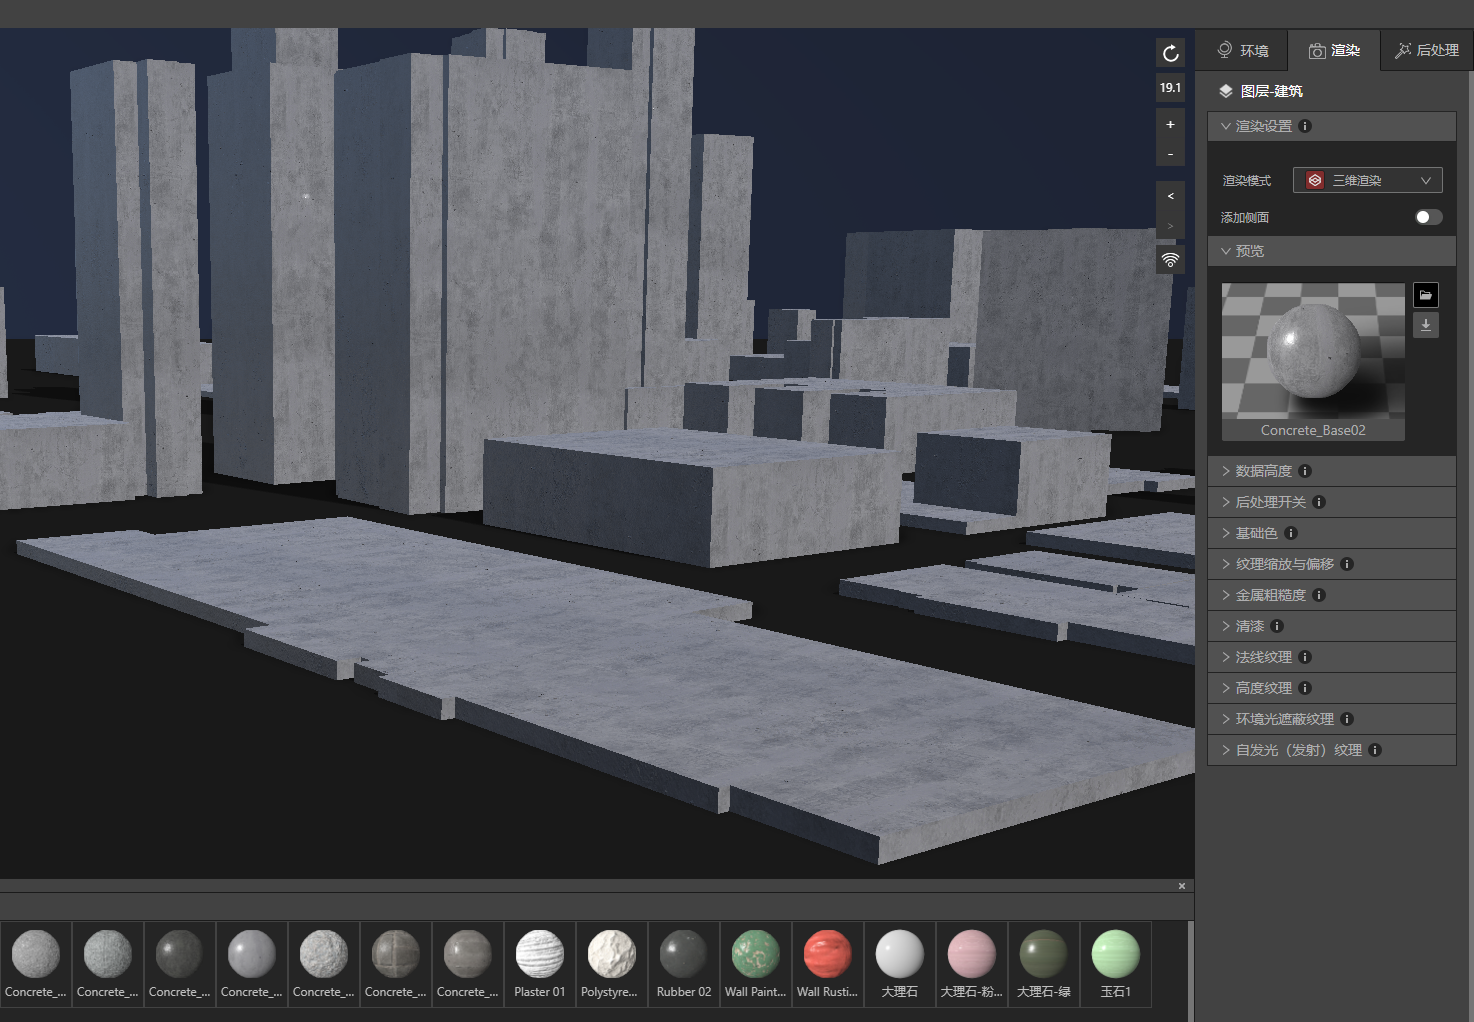 环境
渲染
后处理
图层-建筑
渲染设置
渲染模式
三维渲染
添加侧面
预览
Concrete_Base02
数据高度
后处理开关
基础色
纹理缩放与偏移
金属粗糙度
清漆
法线纹理
高度纹理
环境光遮蔽纹理
自发光（发射）纹理
19.1
+
-
<
>
×
Concrete_...
Concrete_...
Concrete_...
Concrete_...
Concrete_...
Concrete_...
Concrete_...
Plaster 01
Polystyre...
Rubber 02
Wall Paint...
Wall Rusti...
大理石
大理石-粉...
大理石-绿
玉石1